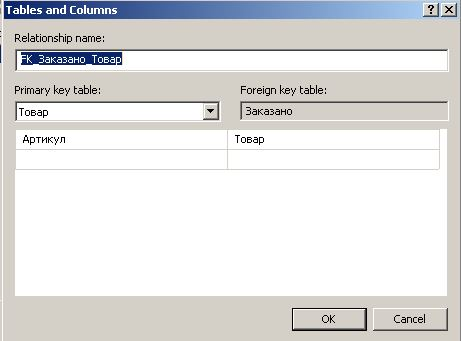 Tables and Columns
Relationship name:
FK_Заказано_Товар
Primary key table:
Foreign key table:
Товар
Заказано
Артикул
Товар
OK
Cancel